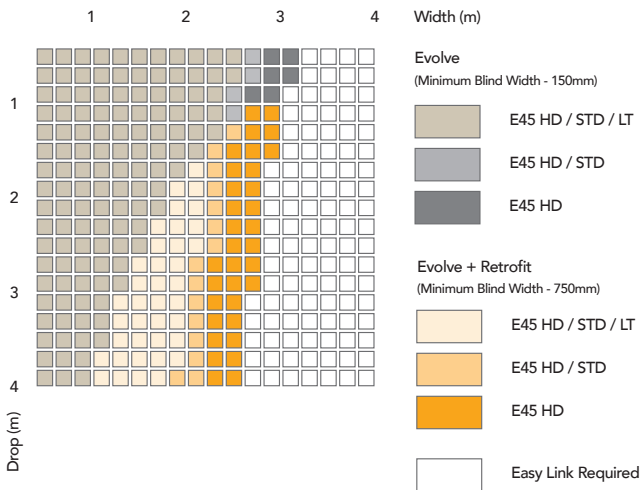 1 2 3 4 Width (m)
Evolve
(Minimum Blind Width - 150mm)
1
E45 HD / STD / LT
E45 HD / STD
2
E45 HD
Evolve + Retrofit
3
(Minimum Blind Width - 750mm)
E45 HD / STD / LT
E45 HD / STD
4
E45 HD
Drop (m)
Easy Link Required